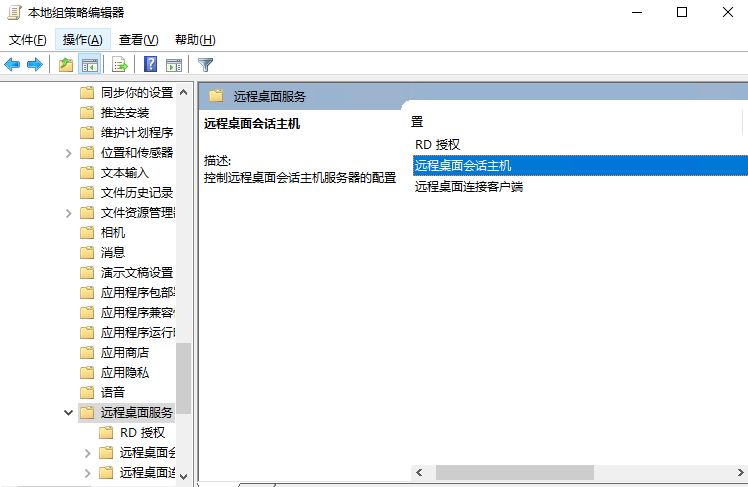 本地组策略编辑器
文件(F) 操作(A) 查看(V) 帮助(H)
同步你的设置
推送安装
维护计划程序
位置和传感器
文本输入
文件历史记录
文件资源管理
相机
消息
演示文稿设置
应用程序包部
应用程序兼容
应用程序运行
应用商店
应用隐私
语音
远程桌面服务
RD 授权
远程桌面会
远程桌面连
远程桌面服务
远程桌面会话主机
描述:
控制远程桌面会话主机服务器的配置
置
RD 授权
远程桌面会话主机
远程桌面连接客户端